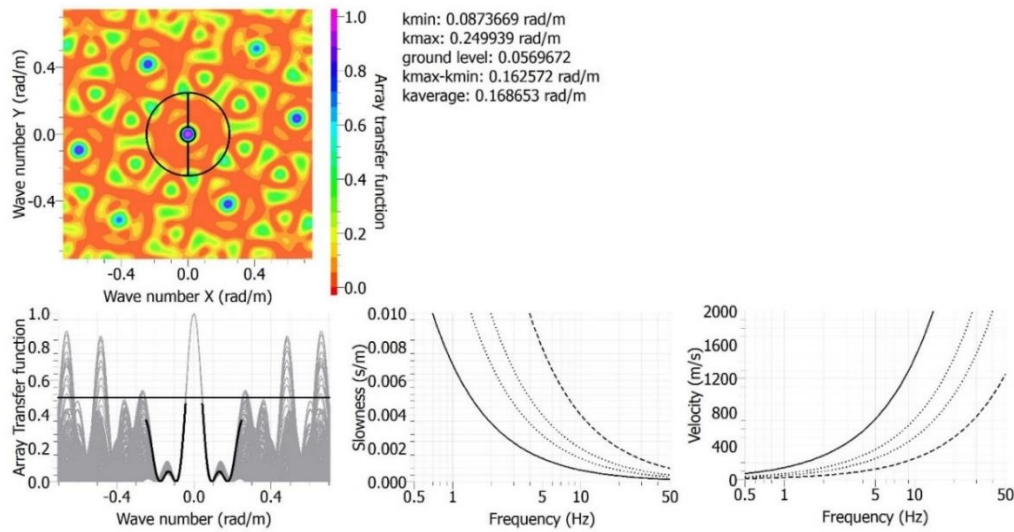 kmin: 0.0873669 rad/m
kmax: 0.249939 rad/m
ground level: 0.0569672
kmax-kmin: 0.162572 rad/m
kaverage: 0.168653 rad/m
Wave number Y (rad/m)
0.4
0.0
-0.4
-0.4 0.0 0.4
Wave number X (rad/m)
1.0
0.8
0.6
0.4
0.2
0.0
Array transfer function
Array Transfer function
1.0
0.8
0.6
0.4
0.2
0.0
-0.4 0.0 0.4
Wave number (rad/m)
Slowness (s/m)
0.010
0.008
0.006
0.004
0.002
0.000
0.5 1 5 10 50
Frequency (Hz)
Velocity (m/s)
2000
1600
1200
800
400
0.5 1 5 10 50
Frequency (Hz)